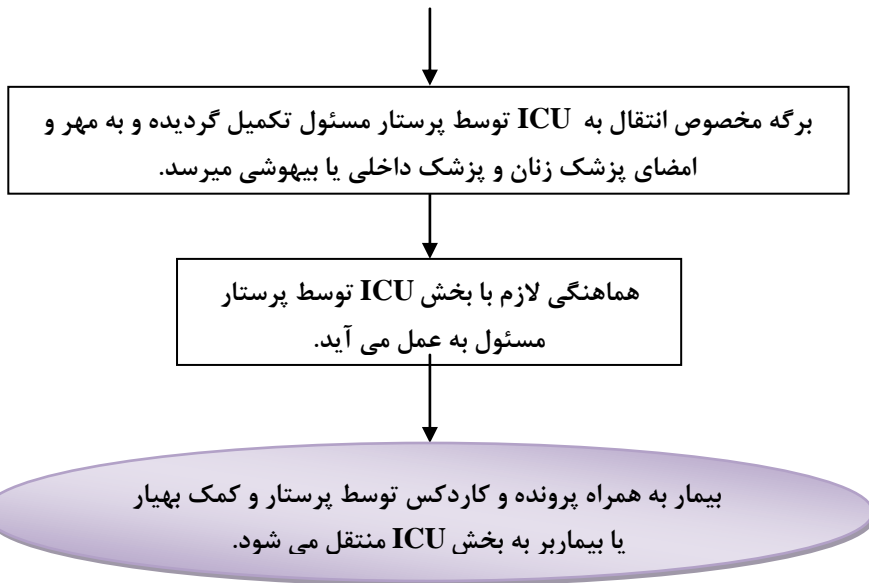 برگه مخصوص انتقال به ICU توسط پرستار مسئول تکمیل گردیده و به مهر و
امضای پزشک زنان و پزشک داخلی یا بیهوشی میرسد.
هماهنگی لازم با بخش ICU توسط پرستار
مسئول به عمل می آید.
بیمار به همراه پرونده و کاردکس توسط پرستار و کمک بهیار
یا بیماربر به بخش ICU منتقل می شود.